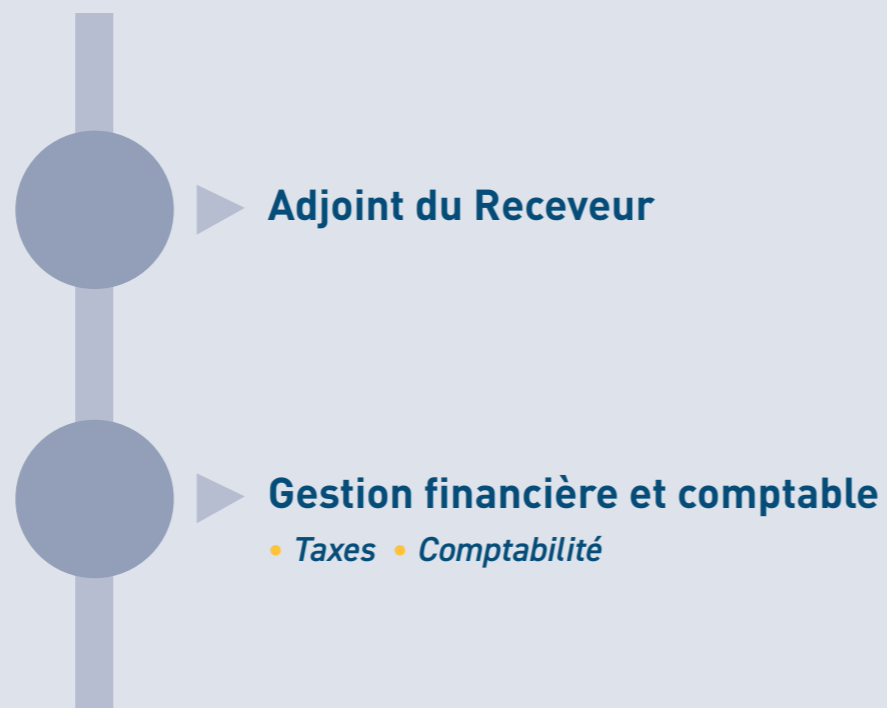 Adjoint du Receveur
Gestion financière et comptable
• Taxes • Comptabilité